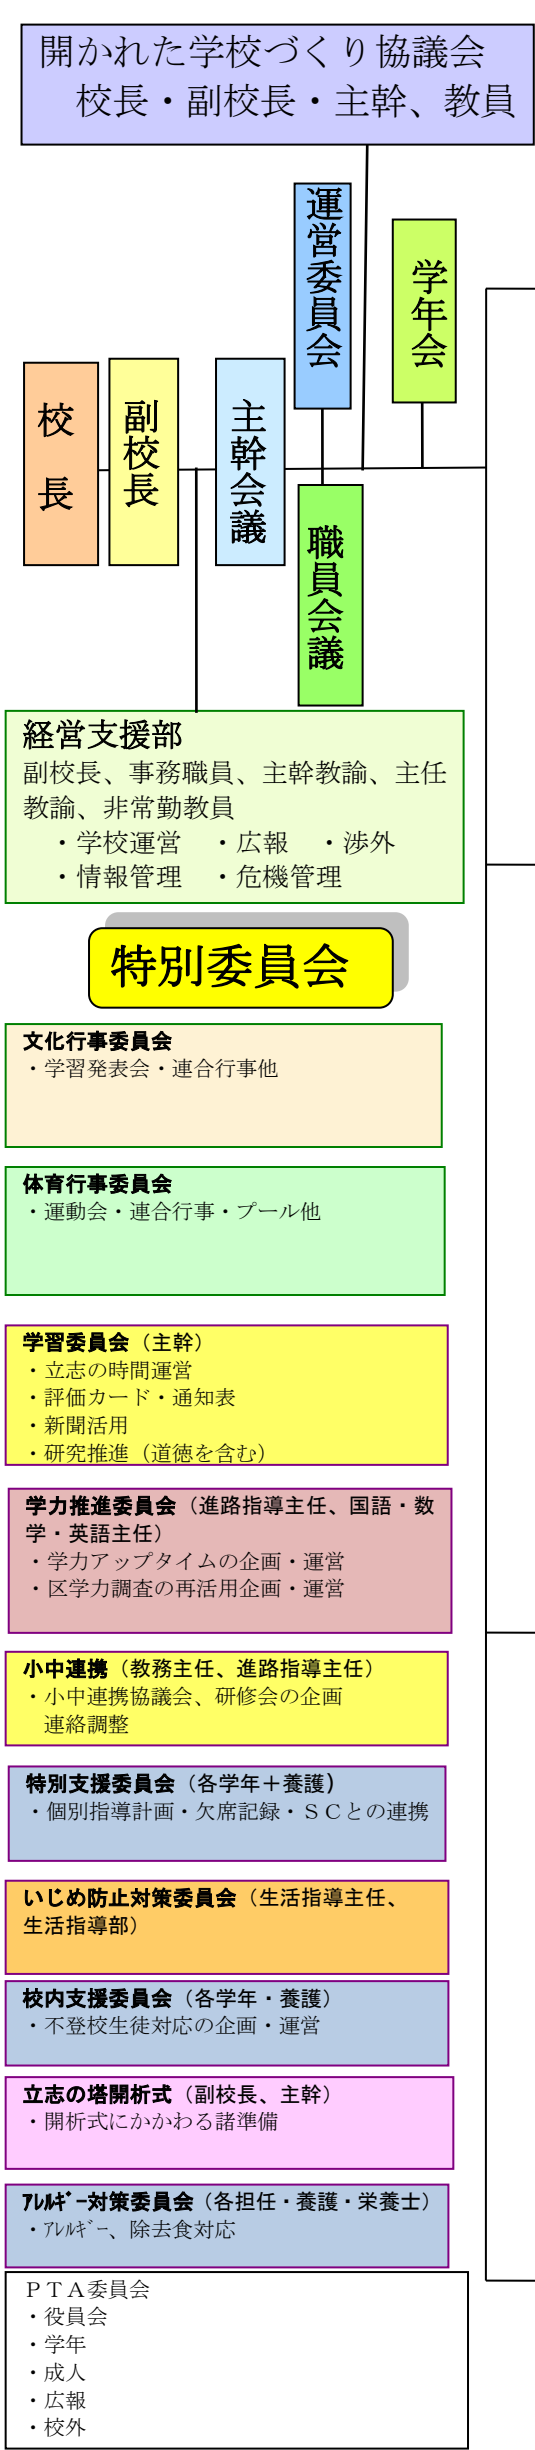 開かれた学校づくり協議会
校長・副校長・主幹、教員
運営委員会
学年会
校長
副校長
主幹会議
職員会議
経営支援部
副校長、事務職員、主幹教諭、主任
教諭、非常勤教員
・学校運営　・広報　・渉外
・情報管理　・危機管理
特別委員会
文化行事委員会
・学習発表会・連合行事他
体育行事委員会
・運動会・連合行事・プール他
学習委員会（主幹）
・立志の時間運営
・評価カード・通知表
・新聞活用
・研究推進（道徳を含む）
学力推進委員会（進路指導主任、国語・数
学・英語主任）
・学力アップタイムの企画・運営
・区学力調査の再活用企画・運営
小中連携（教務主任、進路指導主任）
・小中連携協議会、研修会の企画
連絡調整
特別支援委員会（各学年＋養護)
・個別指導計画・欠席記録・ＳＣとの連携
いじめ防止対策委員会（生活指導主任、
生活指導部）
校内支援委員会（各学年・養護）
・不登校生徒対応の企画・運営
立志の塔開析式（副校長、主幹）
・開析式にかかわる諸準備
ｱﾚﾙｷﾞｰ対策委員会（各担任・養護・栄養士）
・ｱﾚﾙｷﾞｰ、除去食対応
ＰＴＡ委員会
・役員会
・学年
・成人
・広報
・校外